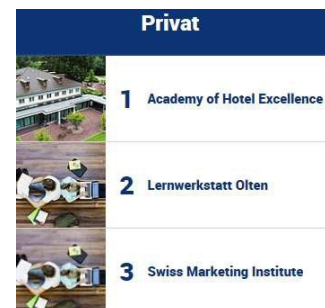 Privat
1 Academy of Hotel Excellence
2 Lernwerkstatt Olten
3 Swiss Marketing Institute